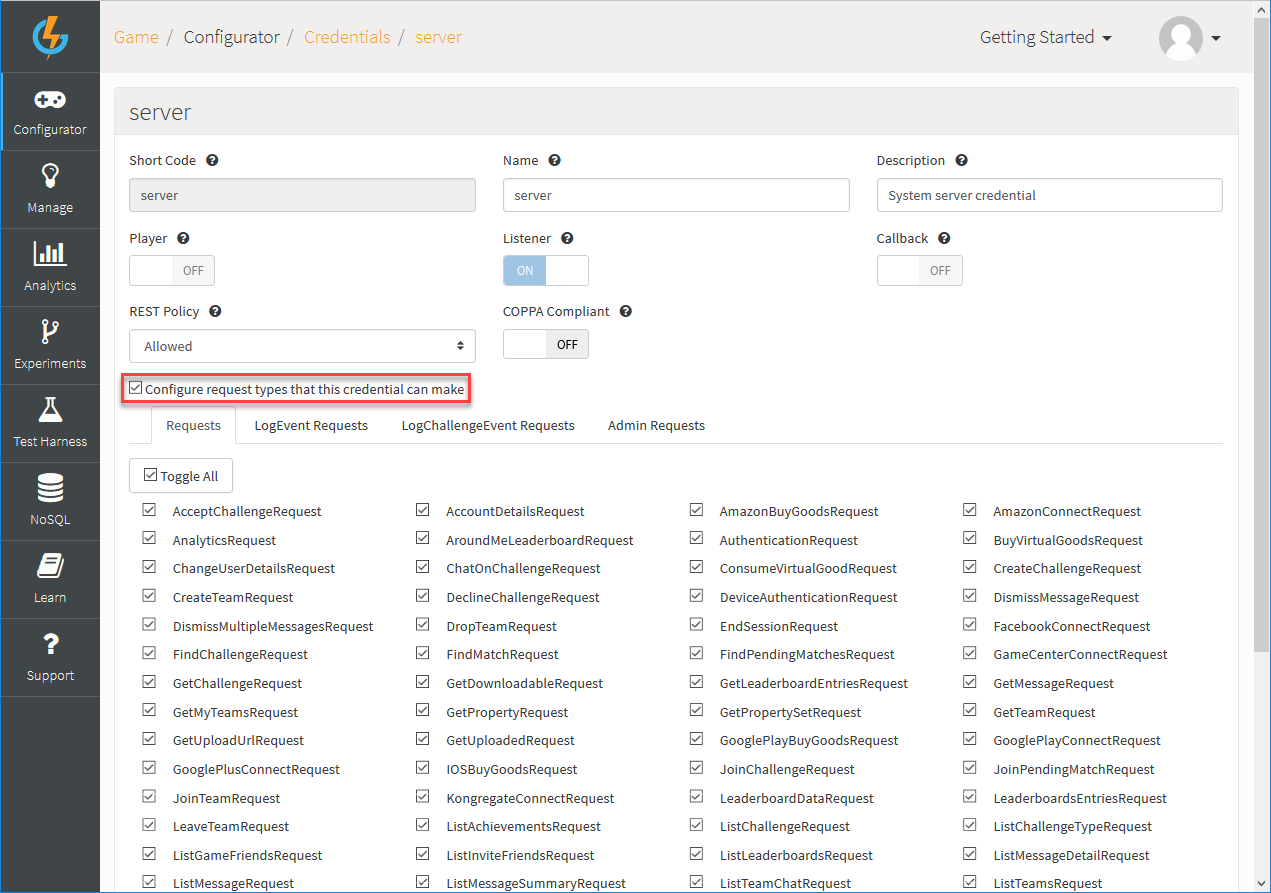 Game / Configurator / Credentials / server
Getting Started
Configurator
Manage
Analytics
Experiments
Test Harness
NoSQL
Learn
Support
server
Short Code Name Description
server server System server credential
Player Listener Callback
OFF ON OFF
REST Policy COPPA Compliant
Allowed OFF
Configure request types that this credential can make
Requests LogEvent Requests LogChallengeEvent Requests Admin Requests
Toggle All
AcceptChallengeRequest AccountDetailsRequest AmazonBuyGoodsRequest AmazonConnectRequest
AnalyticsRequest AroundMeLeaderboardRequest AuthenticationRequest BuyVirtualGoodsRequest
ChangeUserDetailsRequest ChatOnChallengeRequest ConsumeVirtualGoodRequest CreateChallengeRequest
CreateTeamRequest DeclineChallengeRequest DeviceAuthenticationRequest DismissMessageRequest
DismissMultipleMessagesRequest DropTeamRequest EndSessionRequest FacebookConnectRequest
FindChallengeRequest FindMatchRequest FindPendingMatchesRequest GameCenterConnectRequest
GetChallengeRequest GetDownloadableRequest GetLeaderboardEntriesRequest GetMessageRequest
GetMyTeamsRequest GetPropertyRequest GetPropertySetRequest GetTeamRequest
GetUploadUrlRequest GetUploadedRequest GooglePlayBuyGoodsRequest GooglePlayConnectRequest
GooglePlusConnectRequest IOSBuyGoodsRequest JoinChallengeRequest JoinPendingMatchRequest
JoinTeamRequest KongregateConnectRequest LeaderboardDataRequest LeaderboardsEntriesRequest
LeaveTeamRequest ListAchievementsRequest ListChallengeRequest ListChallengeTypeRequest
ListGameFriendsRequest ListInviteFriendsRequest ListLeaderboardsRequest ListMessageDetailRequest
ListMessageRequest ListMessageSummaryRequest ListTeamChatRequest ListTeamsRequest